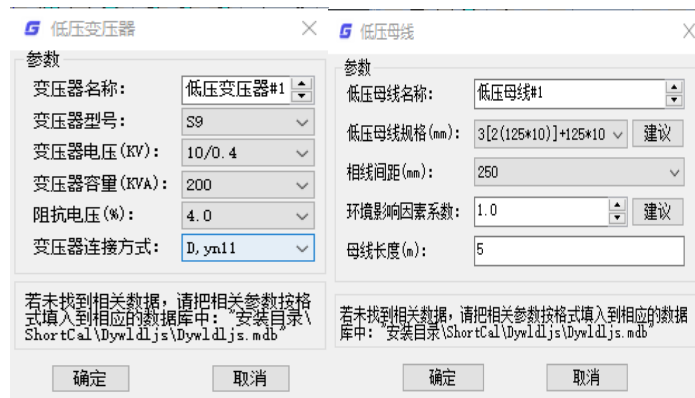 低压变压器
参数
变压器名称: 低压变压器#1
变压器型号: S9
变压器电压(KV): 10/0.4
变压器容量(KVA): 200
阻抗电压(%): 4.0
变压器连接方式: D,yn11
若未找到相关数据,请把相关参数按格
式填入到相应的数据库中: "安装目录\
ShortCal\Dywldljs\Dywldljs.mdb"
确定 取消
低压母线
参数
低压母线名称: 低压母线#1
低压母线规格(mm): 3[2(125*10)]+125*10 建议
相线间距(mm): 250
环境影响因素系数: 1.0 建议
母线长度(m): 5
若未找到相关数据,请把相关参数按格式填入到相应的数据
库中: "安装目录\ShortCal\Dywldljs\Dywldljs.mdb"
确定 取消